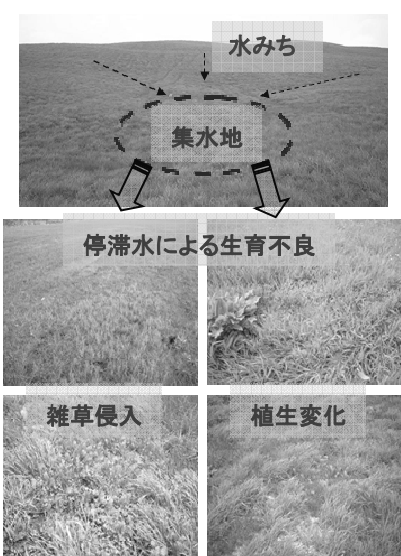 水みち
集水地
停滞水による生育不良
雑草侵入
植生変化